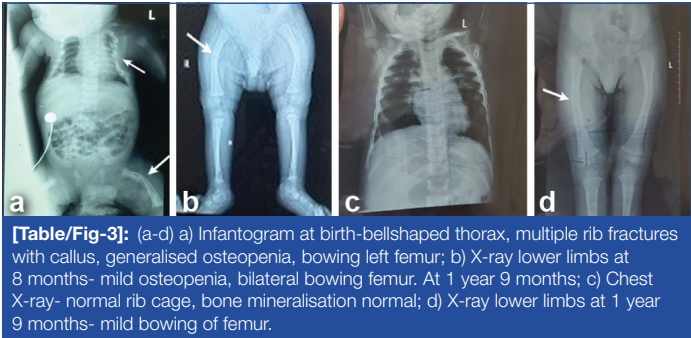 L
L
L
R
a
b
c
d
[Table/Fig-3]: (a-d) a) Infantogram at birth-bellshaped thorax, multiple rib fractures
with callus, generalised osteopenia, bowing left femur; b) X-ray lower limbs at
8 months- mild osteopenia, bilateral bowing femur. At 1 year 9 months; c) Chest
X-ray- normal rib cage, bone mineralisation normal; d) X-ray lower limbs at 1 year
9 months- mild bowing of femur.